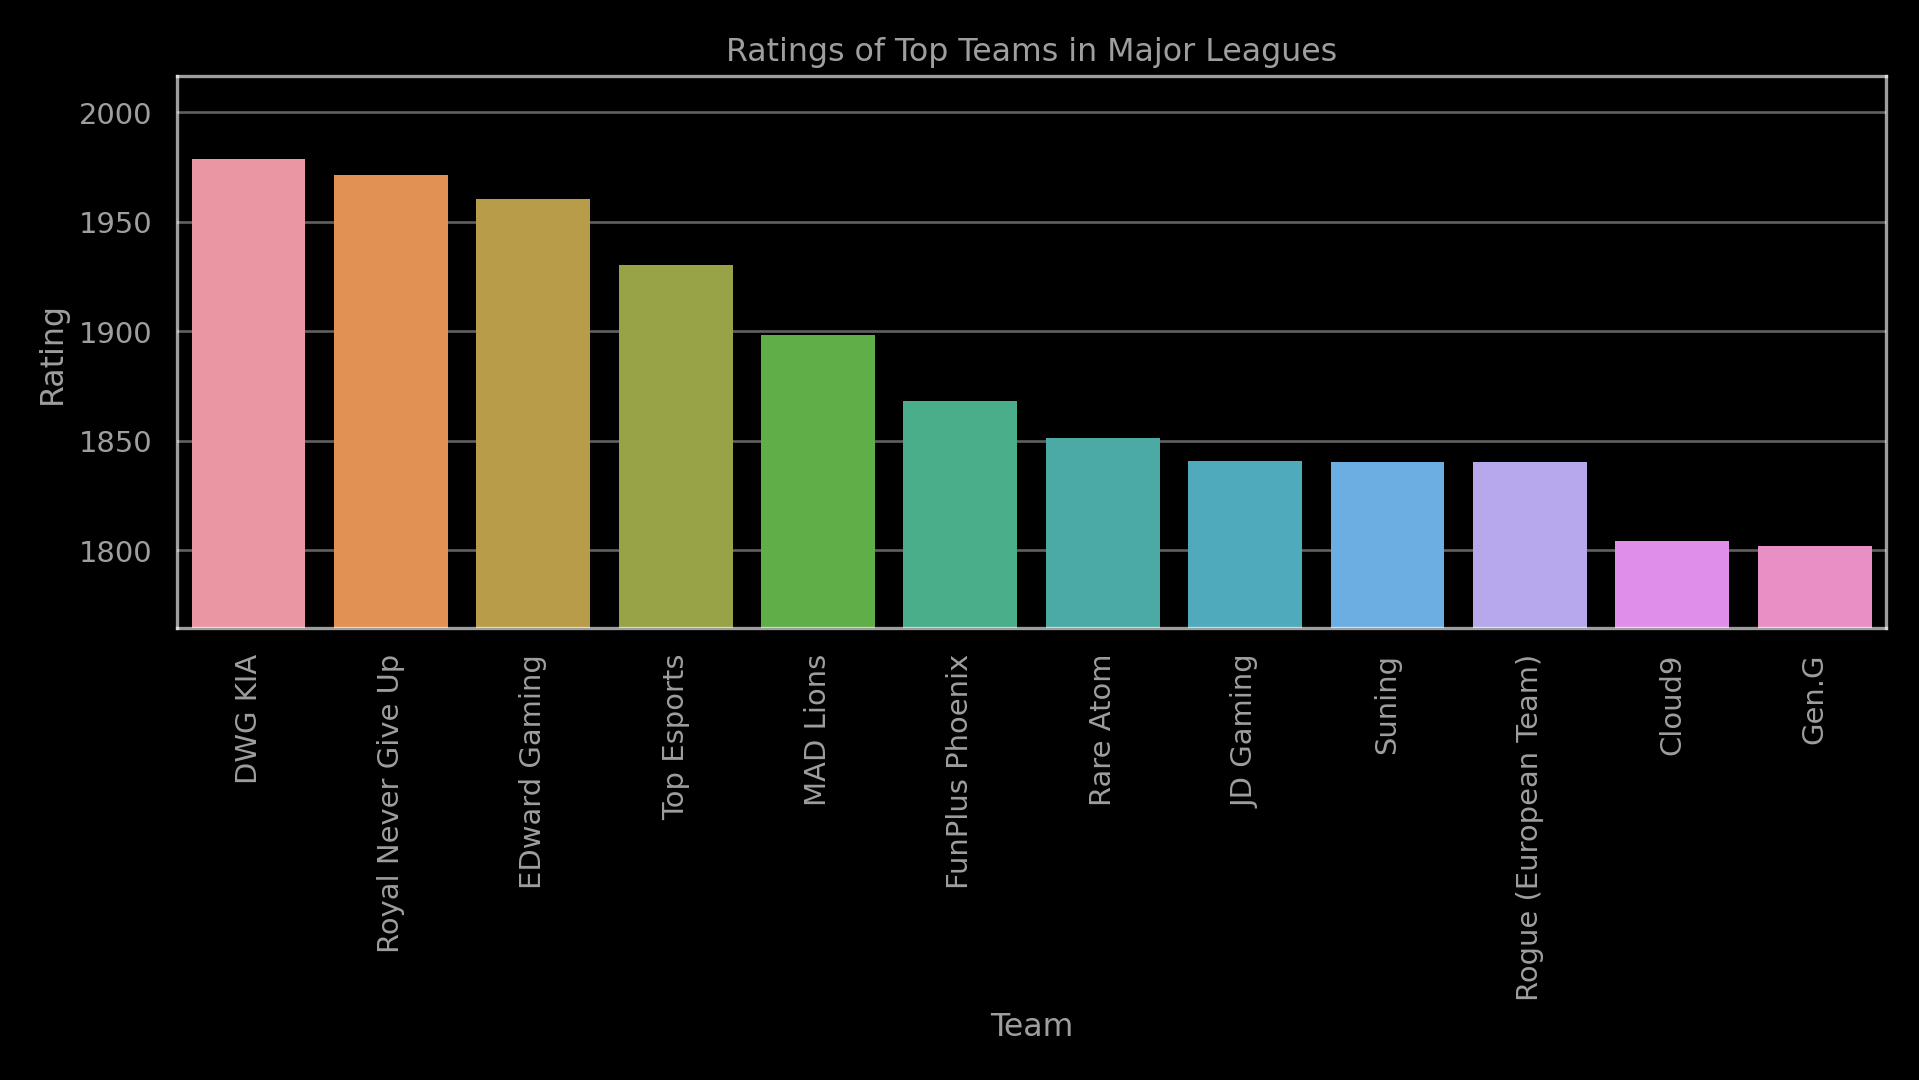 Ratings of Top Teams in Major Leagues
Rating
2000
1950
1900
1850
1800
DWG KIA
Royal Never Give Up
EDward Gaming
Top Esports
MAD Lions
FunPlus Phoenix
Rare Atom
JD Gaming
Suning
Rogue (European Team)
Cloud9
Gen.G
Team